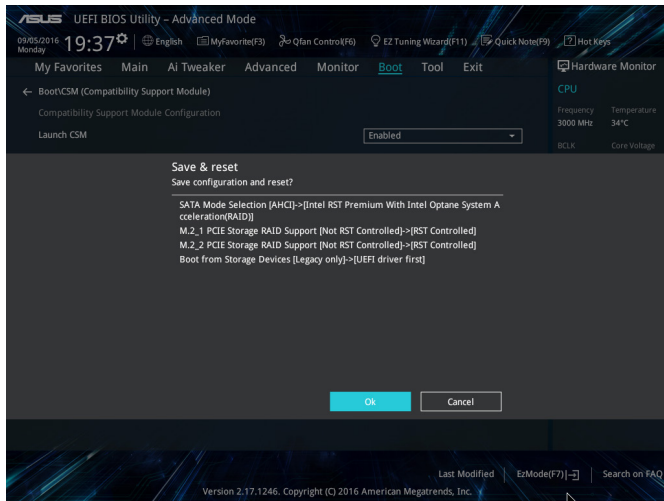 ASUS UEFI BIOS Utility – Advanced Mode
09/05/2016 Monday 19:37 English MyFavorite(F3) Qfan Control(F6) EZ Tuning Wizard(F11) Quick Note(F9) ? Hot Keys
My Favorites Main Ai Tweaker Advanced Monitor Boot Tool Exit Hardware Monitor
← Boot\CSM (Compatibility Support Module)
CPU
Compatibility Support Module Configuration
Frequency Temperature
Launch CSM Enabled
3000 MHz 34°C
BCLK Core Voltage
Save & reset
Save configuration and reset?
SATA Mode Selection [AHCI]->[Intel RST Premium With Intel Optane System A
cceleration(RAID)]
M.2_1 PCIE Storage RAID Support [Not RST Controlled]->[RST Controlled]
M.2_2 PCIE Storage RAID Support [Not RST Controlled]->[RST Controlled]
Boot from Storage Devices [Legacy only]->[UEFI driver first]
Ok Cancel
Last Modified EzMode(F7) Search on FAQ
Version 2.17.1246. Copyright (C) 2016 American Megatrends, Inc.